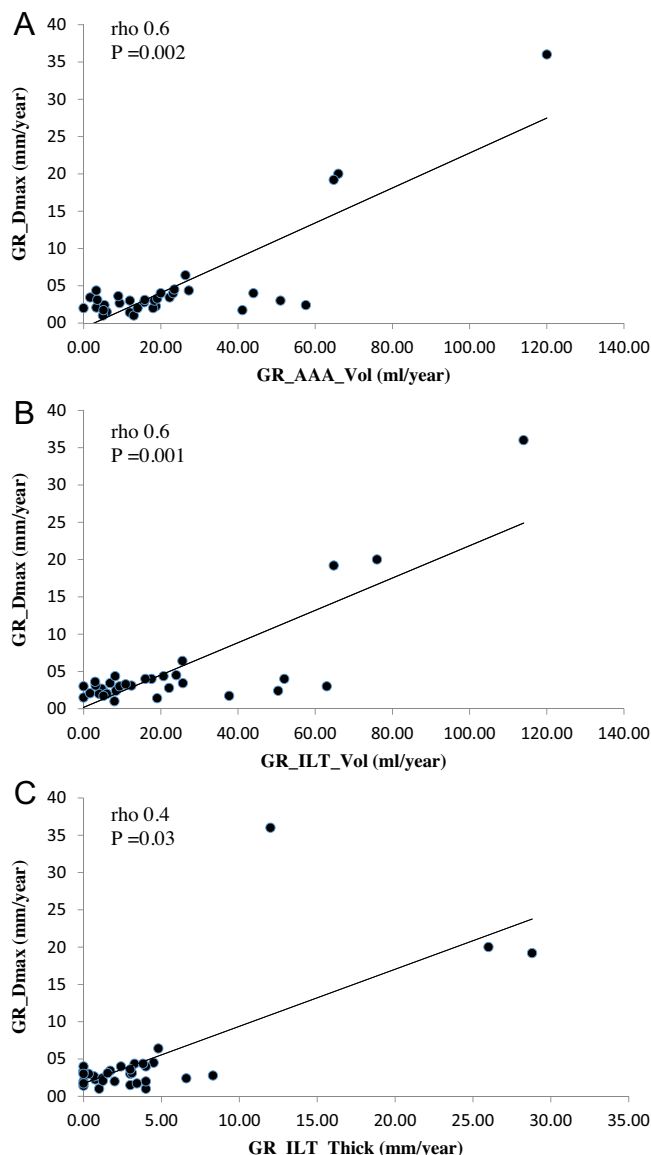 A
rho 0.6
P =0.002
GR_Dmax (mm/year)
40
35
30
25
20
15
10
05
00
0.00 20.00 40.00 60.00 80.00 100.00 120.00 140.00
GR_AAA_Vol (ml/year)
B
rho 0.6
P =0.001
GR_Dmax (mm/year)
40
35
30
25
20
15
10
05
00
0.00 20.00 40.00 60.00 80.00 100.00 120.00 140.00
GR_ILT_Vol (ml/year)
C
rho 0.4
P =0.03
GR_Dmax (mm/year)
40
35
30
25
20
15
10
05
00
0.00 5.00 10.00 15.00 20.00 25.00 30.00 35.00
GR_ILT_Thick (mm/year)